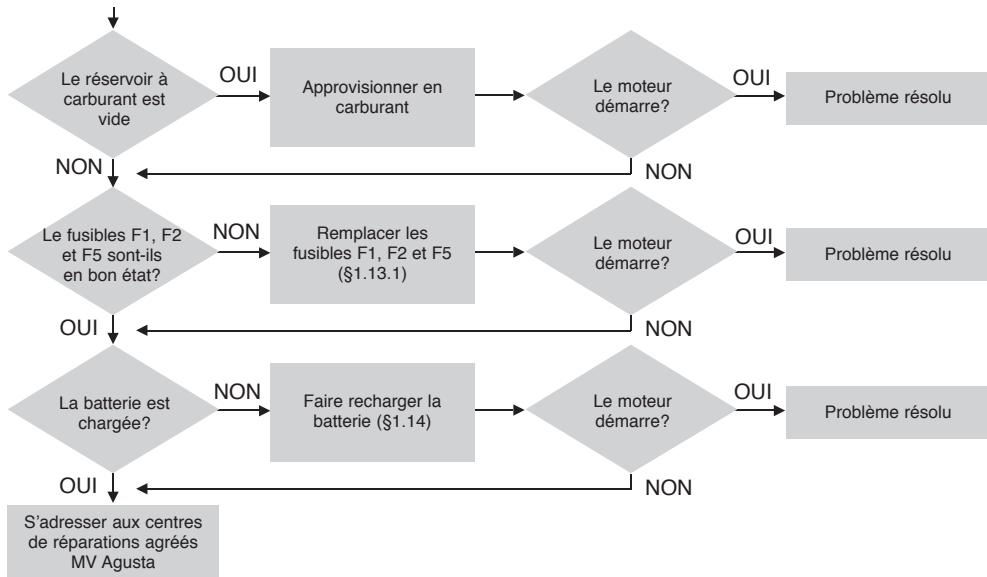 Le réservoir à
carburant est
vide
OUI
Approvisionner en
carburant
Le moteur
démarre?
OUI
Problème résolu
NON
NON
Le fusibles F1, F2
et F5 sont-ils
en bon état?
NON
Remplacer les
fusibles F1, F2 et F5
(§1.13.1)
Le moteur
démarre?
OUI
Problème résolu
OUI
NON
La batterie est
chargée?
NON
Faire recharger la
batterie (§1.14)
Le moteur
démarre?
OUI
Problème résolu
OUI
NON
S'adresser aux centres
de réparations agréés
MV Agusta